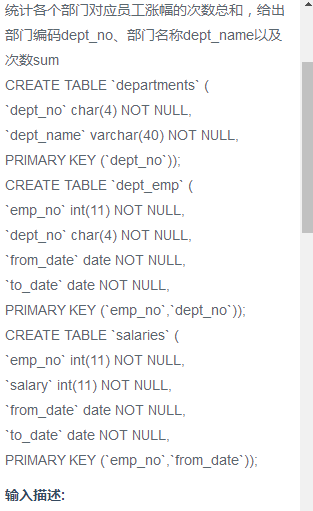 统计各个部门对应员工涨幅的次数总和，给出
部门编码dept_no、部门名称dept_name以及
次数sum
CREATE TABLE `departments` (
`dept_no` char(4) NOT NULL,
`dept_name` varchar(40) NOT NULL,
PRIMARY KEY (`dept_no`));
CREATE TABLE `dept_emp` (
`emp_no` int(11) NOT NULL,
`dept_no` char(4) NOT NULL,
`from_date` date NOT NULL,
`to_date` date NOT NULL,
PRIMARY KEY (`emp_no`,`dept_no`));
CREATE TABLE `salaries` (
`emp_no` int(11) NOT NULL,
`salary` int(11) NOT NULL,
`from_date` date NOT NULL,
`to_date` date NOT NULL,
PRIMARY KEY (`emp_no`,`from_date`));
输入描述: